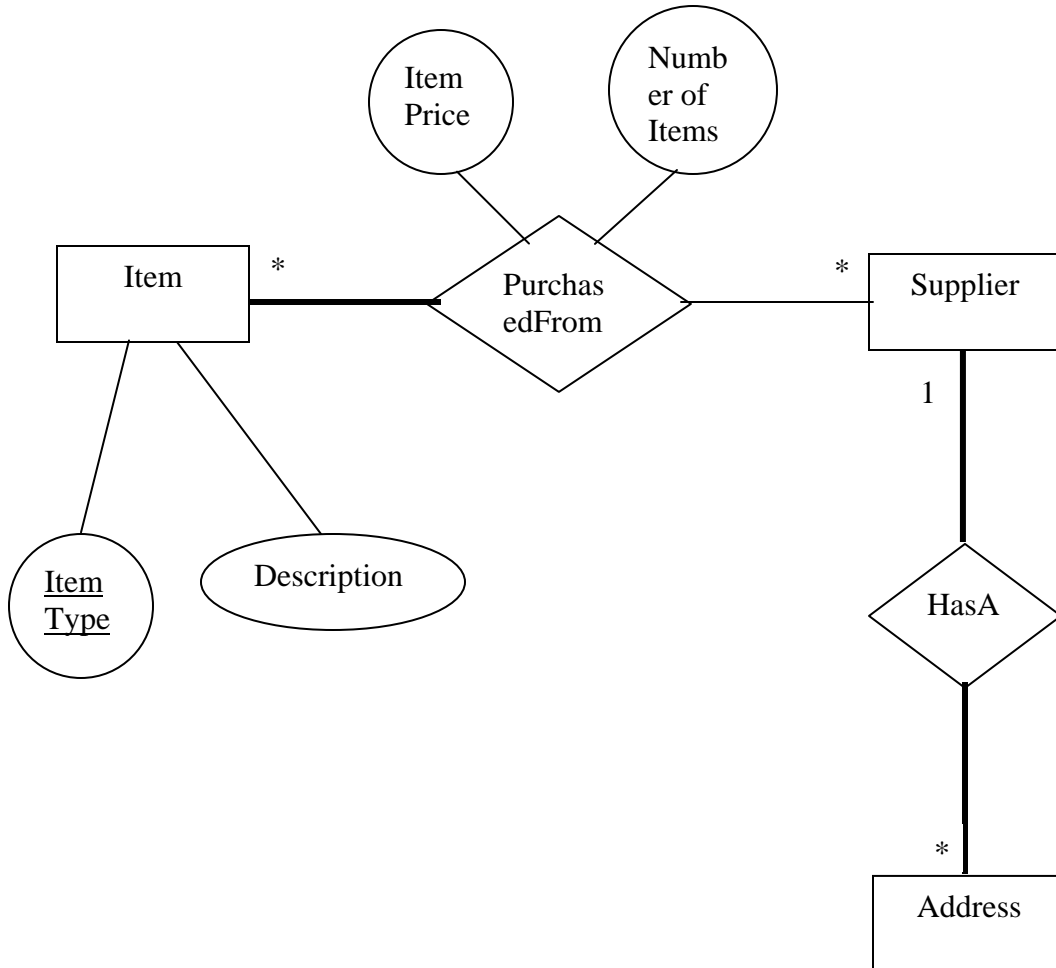 Item
Price
Numb
er of
Items
Item
*
Purchas
edFrom
*
Supplier
1
Item
Type
Description
HasA
*
Address